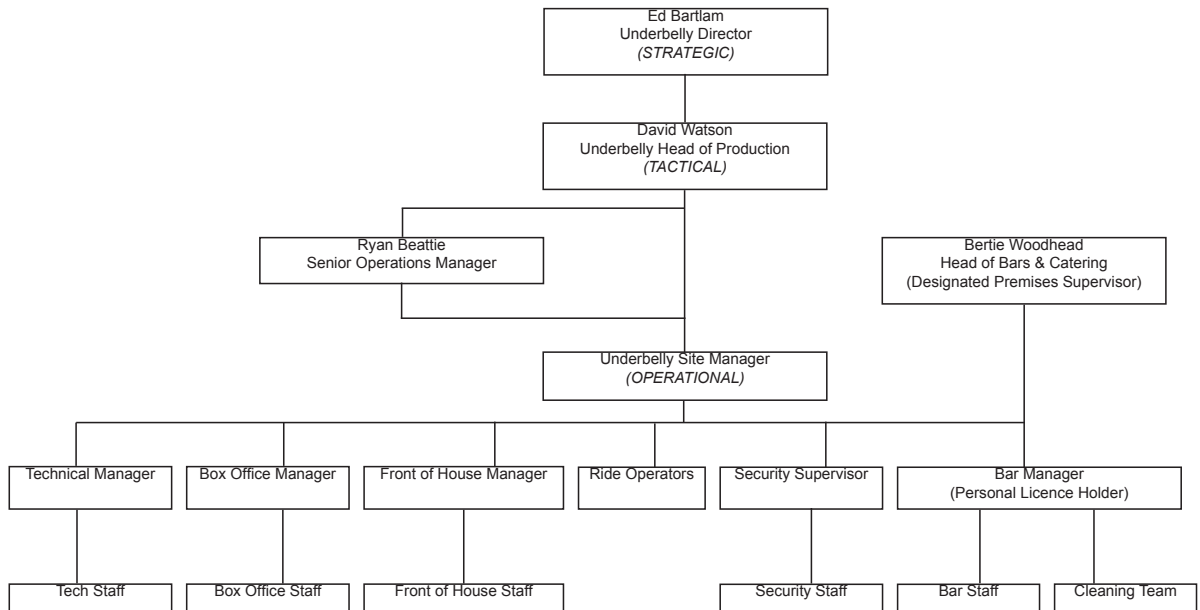 Ed Bartlam
Underbelly Director
(STRATEGIC)
David Watson
Underbelly Head of Production
(TACTICAL)
Ryan Beattie
Senior Operations Manager
Bertie Woodhead
Head of Bars & Catering
(Designated Premises Supervisor)
Underbelly Site Manager
(OPERATIONAL)
Technical Manager
Box Office Manager
Front of House Manager
Ride Operators
Security Supervisor
Bar Manager
(Personal Licence Holder)
Tech Staff
Box Office Staff
Front of House Staff
Security Staff
Bar Staff
Cleaning Team